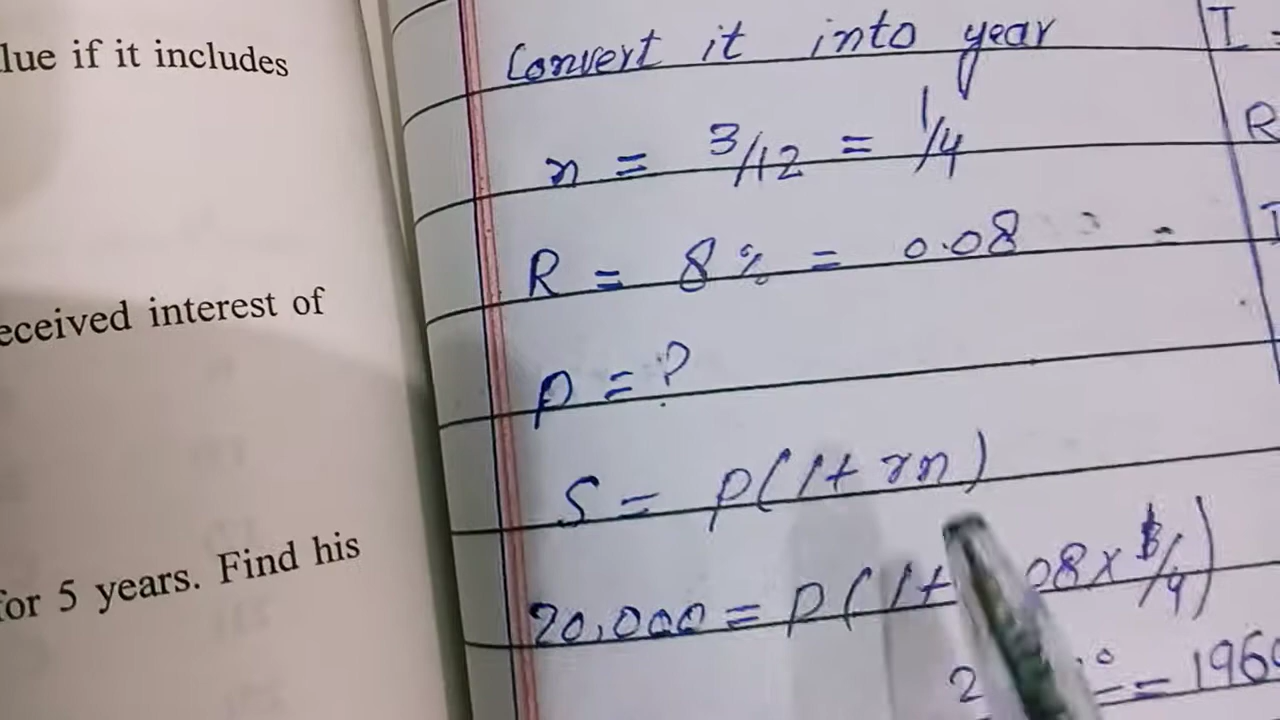 lue if it includes
eceived interest of
for 5 years. Find his
Convert it into year
n = 3/12 = 1/4
R = 8% = 0.08
P = ?
S = P(1 + rn)
20,000 = P(1+ 08 × /4)
2 = 196
I =
R
I